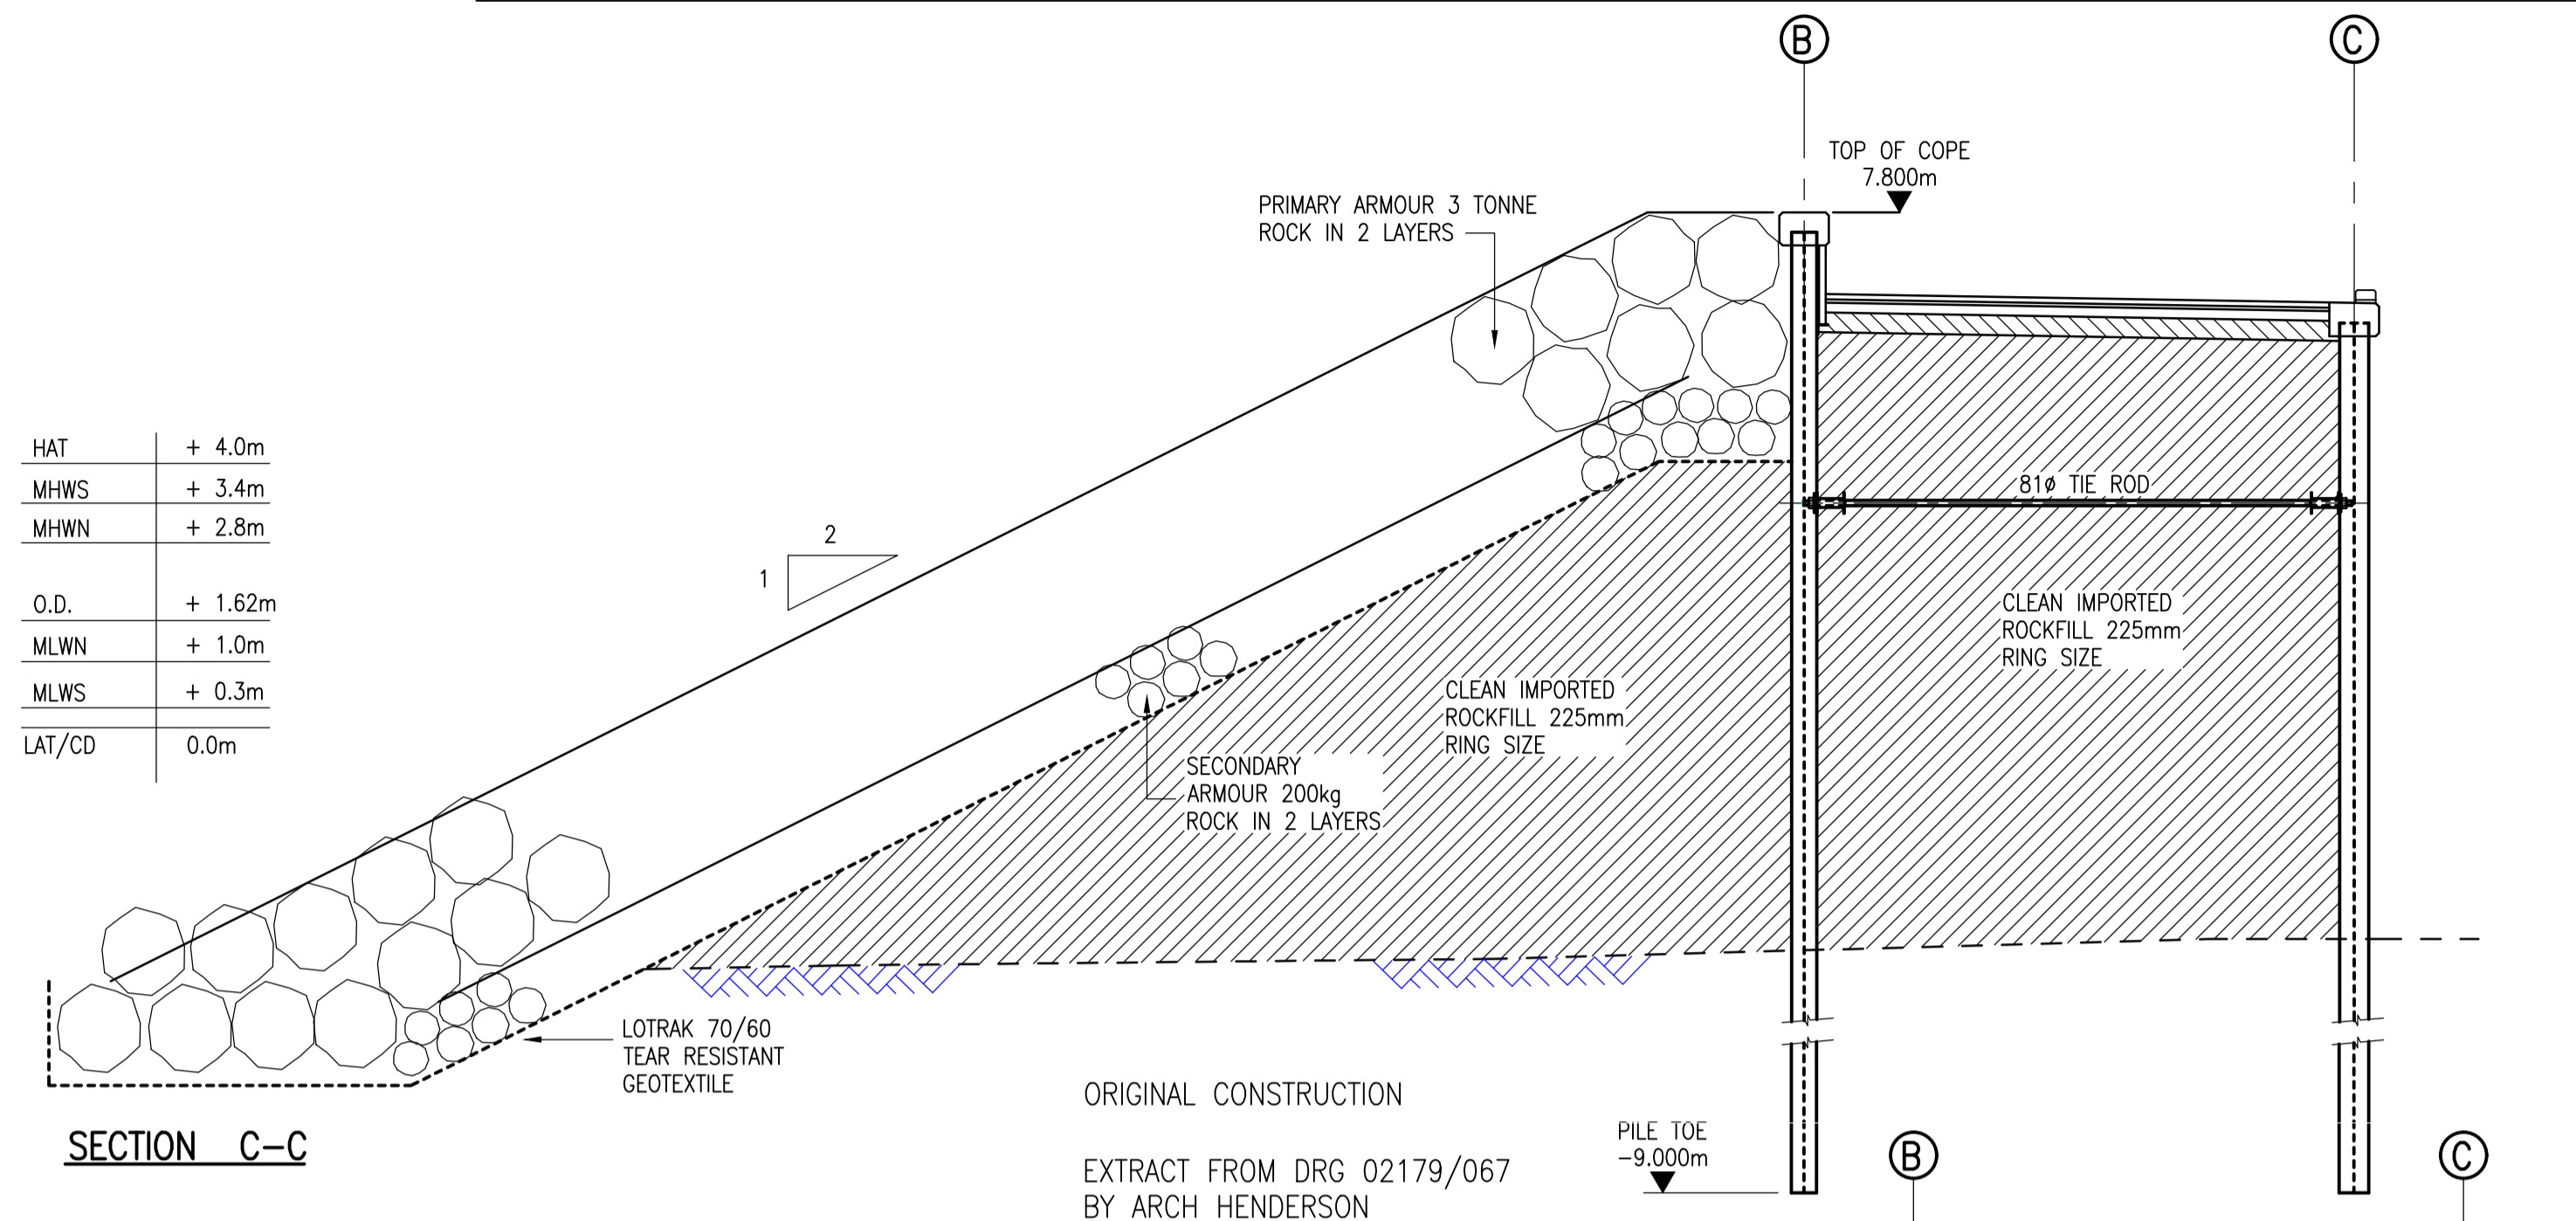 B
C
TOP OF COPE
7.800m
PRIMARY ARMOUR 3 TONNE
ROCK IN 2 LAYERS
HAT + 4.0m
MHWS + 3.4m
MHWN + 2.8m
O.D. + 1.62m
MLWN + 1.0m
MLWS + 0.3m
LAT/CD 0.0m
2
1
81ø TIE ROD
CLEAN IMPORTED
ROCKFILL 225mm
RING SIZE
CLEAN IMPORTED
ROCKFILL 225mm
RING SIZE
SECONDARY
ARMOUR 200kg
ROCK IN 2 LAYERS
LOTRAK 70/60
TEAR RESISTANT
GEOTEXTILE
SECTION C-C
ORIGINAL CONSTRUCTION
EXTRACT FROM DRG 02179/067
BY ARCH HENDERSON
PILE TOE
-9.000m
B
C